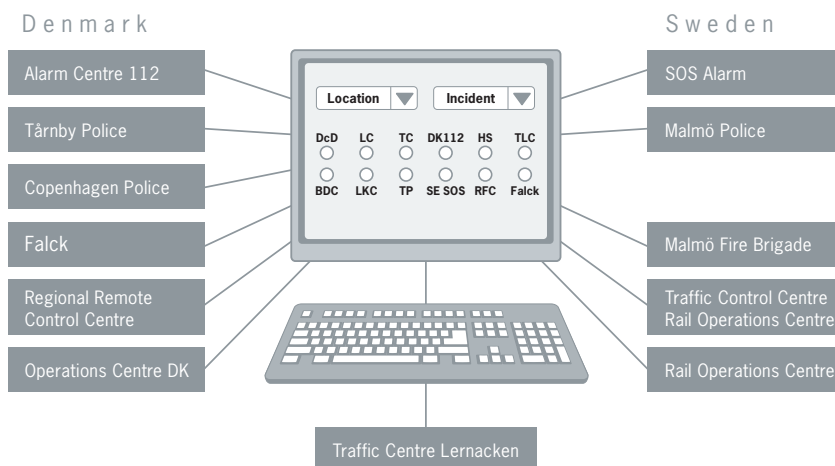 Denmark
Sweden
Alarm Centre 112
Tårnby Police
Copenhagen Police
Falck
Regional Remote
Control Centre
Operations Centre DK
Location
Incident
DcD LC TC DK112 HS TLC
BDC LKC TP SE SOS RFC Falck
SOS Alarm
Malmö Police
Malmö Fire Brigade
Traffic Control Centre
Rail Operations Centre
Rail Operations Centre
Traffic Centre Lernacken